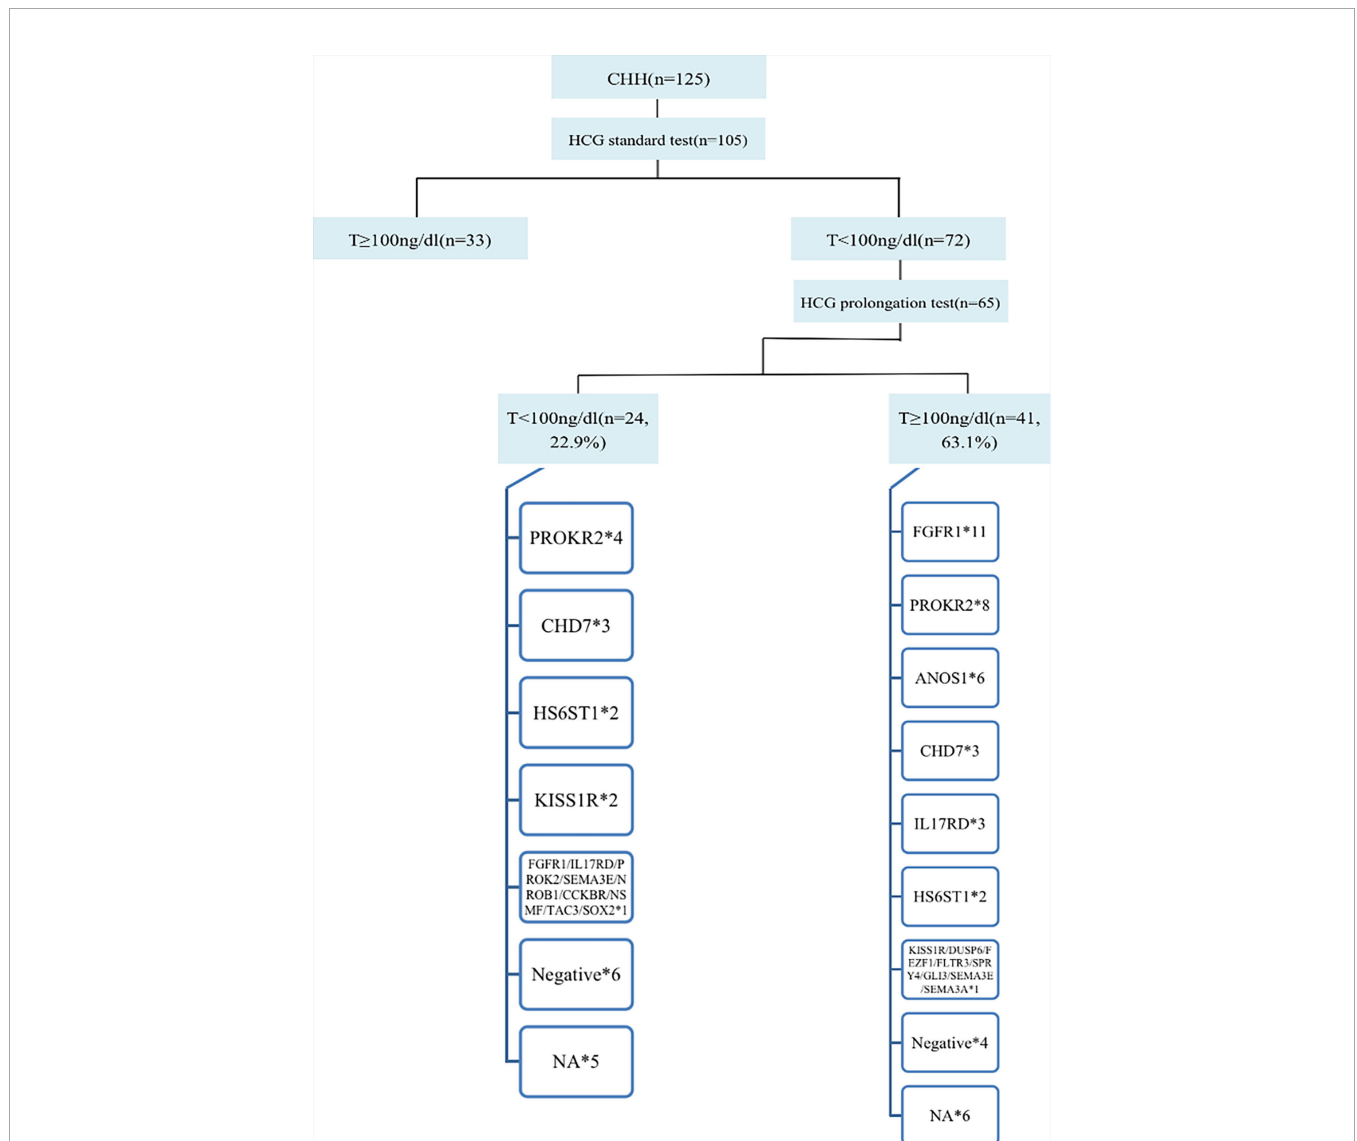 CHH(n=125)
HCG standard test(n=105)
T≥100ng/dl(n=33)
T<100ng/dl(n=72)
HCG prolongation test(n=65)
T<100ng/dl(n=24,
22.9%)
T≥100ng/dl(n=41,
63.1%)
PROKR2*4
CHD7*3
HS6ST1*2
KISS1R*2
FGFR1/IL17RD/P
ROK2/SEMA3E/N
ROB1/CCKBR/NS
MF/TAC3/SOX2*1
Negative*6
NA*5
FGFR1*11
PROKR2*8
ANOS1*6
CHD7*3
IL17RD*3
HS6ST1*2
KISS1R/DUSP6/F
EZF1/FLTR3/SPR
Y4/GLI3/SEMA3E
/SEMA3A*1
Negative*4
NA*6